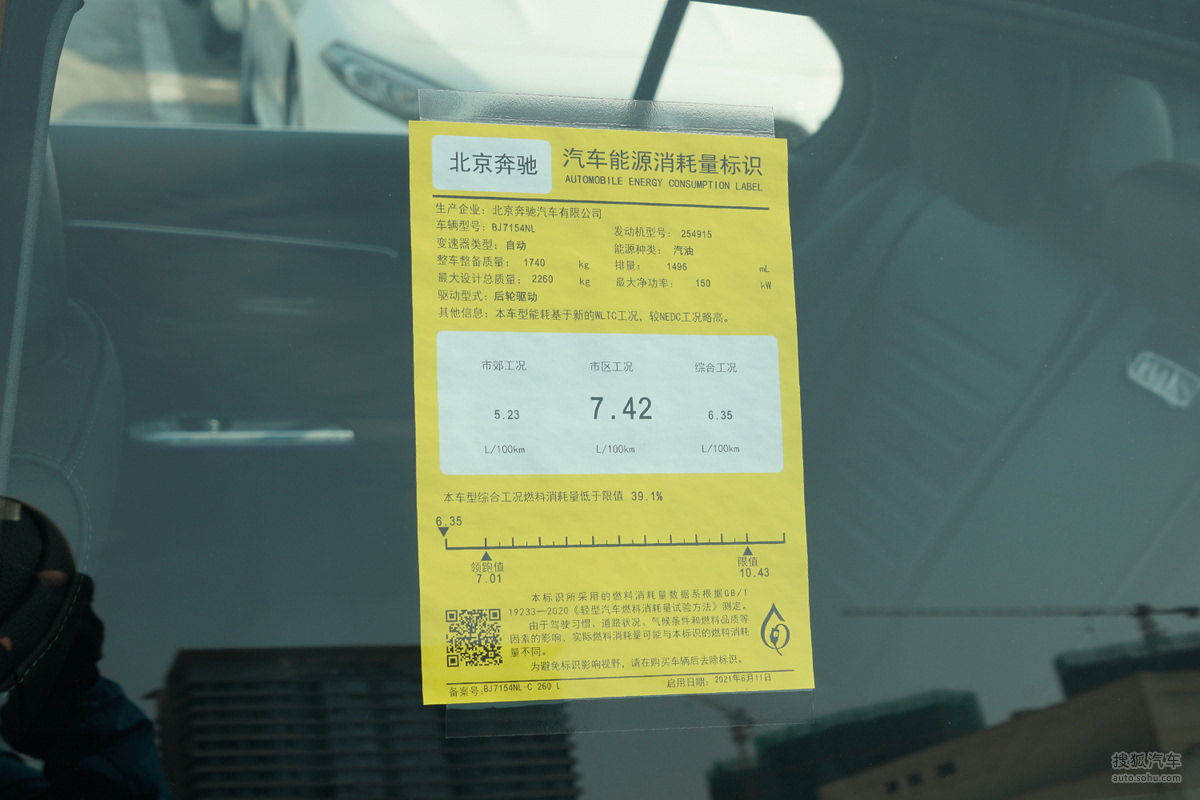 北京奔驰
汽车能源消耗量标识
AUTOMOBILE ENERGY CONSUMPTION LABEL
生产企业: 北京奔驰汽车有限公司
车辆型号: BJ7154NL 发动机型号: 254915
变速器类型: 自动 能源种类: 汽油
整车整备质量: 1740 kg 排量: 1496 mL
最大设计总质量: 2260 kg 最大净功率: 150 kW
驱动型式: 后轮驱动
其他信息: 本车型能耗基于新的WLTC工况, 较NEDC工况略高。
市郊工况 市区工况 综合工况
5.23 7.42 6.35
L/100km L/100km L/100km
本车型综合工况燃料消耗量低于限值 39.1%
6.35
领跑值 限值
7.01 10.43
本标识所采用的燃料消耗量数据系根据GB/T
19233—2020《轻型汽车燃料消耗量试验方法》测定。
由于驾驶习惯、道路状况、气候条件和燃料品质等
因素的影响, 实际燃料消耗量可能与本标识的燃料消耗
量不同。
为避免标识影响视野, 请在购买车辆后去除标识。
备案号:BJ7154NL-C 260 L 启用日期: 2021年6月11日
搜狐汽车
auto.sohu.com